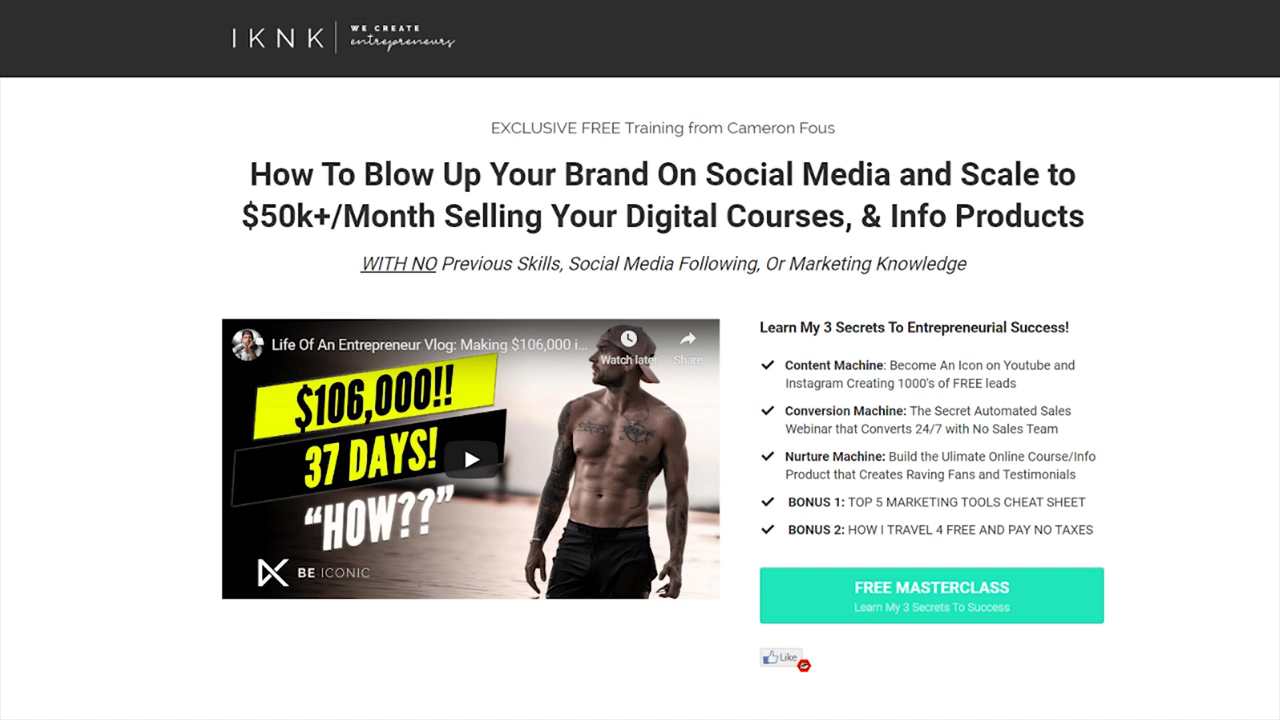 IKNK
WE CREATE
entrepreneurs
EXCLUSIVE FREE Training from Cameron Fous
How To Blow Up Your Brand On Social Media and Scale to
$50k+/Month Selling Your Digital Courses, & Info Products
WITH NO Previous Skills, Social Media Following, Or Marketing Knowledge
Life Of An Entrepreneur Vlog: Making $106,000 i...
Watch later
Share
$106,000!!
37 DAYS!
“HOW??”
BE ICONIC
Learn My 3 Secrets To Entrepreneurial Success!
Content Machine: Become An Icon on Youtube and
Instagram Creating 1000's of FREE leads
Conversion Machine: The Secret Automated Sales
Webinar that Converts 24/7 with No Sales Team
Nurture Machine: Build the Ulimate Online Course/Info
Product that Creates Raving Fans and Testimonials
BONUS 1: TOP 5 MARKETING TOOLS CHEAT SHEET
BONUS 2: HOW I TRAVEL 4 FREE AND PAY NO TAXES
FREE MASTERCLASS
Learn My 3 Secrets To Success
Like